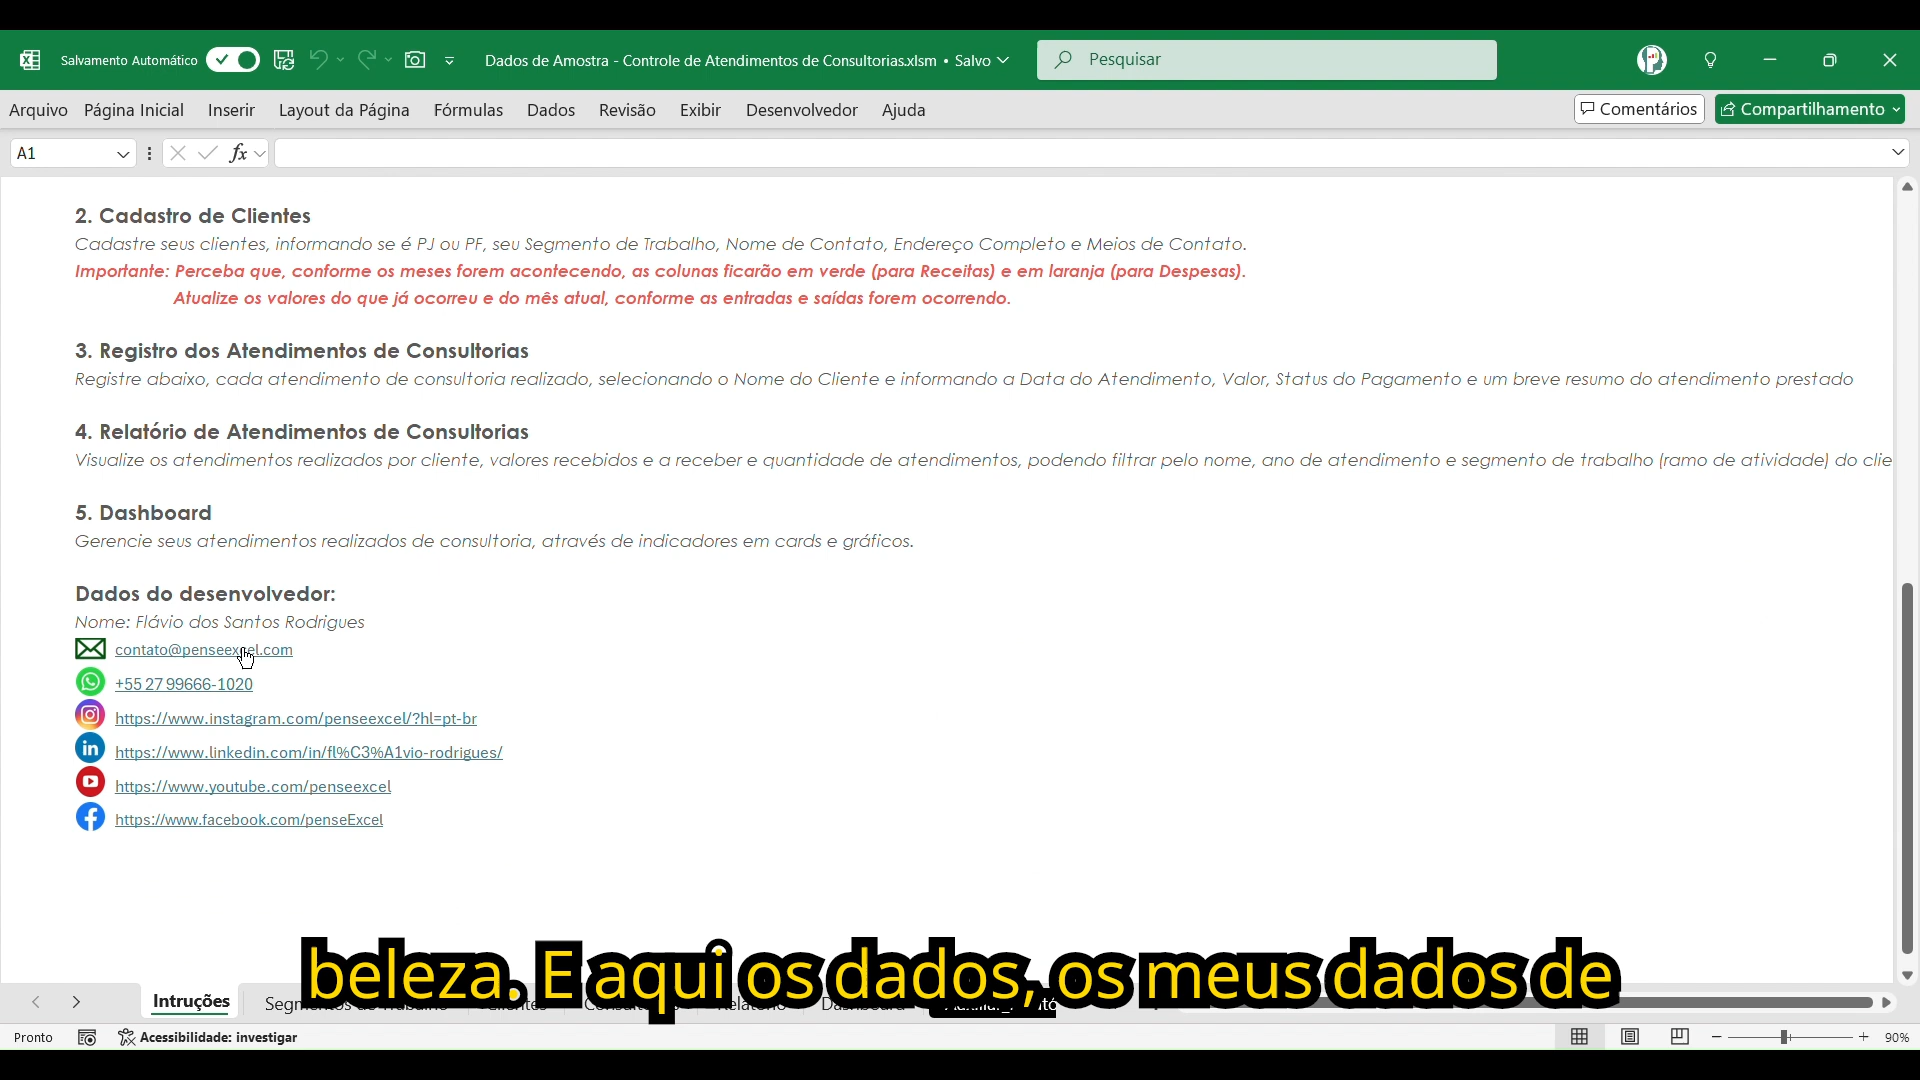 Salvamento Automático
Dados de Amostra - Controle de Atendimentos de Consultorias.xlsm • Salvo
Pesquisar
Arquivo Página Inicial Inserir Layout da Página Fórmulas Dados Revisão Exibir Desenvolvedor Ajuda
Comentários
Compartilhamento
A1
fx
2. Cadastro de Clientes
Cadastre seus clientes, informando se é PJ ou PF, seu Segmento de Trabalho, Nome de Contato, Endereço Completo e Meios de Contato.
Importante: Perceba que, conforme os meses forem acontecendo, as colunas ficarão em verde (para Receitas) e em laranja (para Despesas).
Atualize os valores do que já ocorreu e do mês atual, conforme as entradas e saídas forem ocorrendo.
3. Registro dos Atendimentos de Consultorias
Registre abaixo, cada atendimento de consultoria realizado, selecionando o Nome do Cliente e informando a Data do Atendimento, Valor, Status do Pagamento e um breve resumo do atendimento prestado
4. Relatório de Atendimentos de Consultorias
Visualize os atendimentos realizados por cliente, valores recebidos e a receber e quantidade de atendimentos, podendo filtrar pelo nome, ano de atendimento e segmento de trabalho (ramo de atividade) do clie
5. Dashboard
Gerencie seus atendimentos realizados de consultoria, através de indicadores em cards e gráficos.
Dados do desenvolvedor:
Nome: Flávio dos Santos Rodrigues
contato@penseexcel.com
+55 27 99666-1020
https://www.instagram.com/penseexcel/?hl=pt-br
https://www.linkedin.com/in/fl%C3%A1vio-rodrigues/
https://www.youtube.com/penseexcel
https://www.facebook.com/penseExcel
beleza. E aqui os dados, os meus dados de
Intruções
Pronto
Acessibilidade: investigar
90%